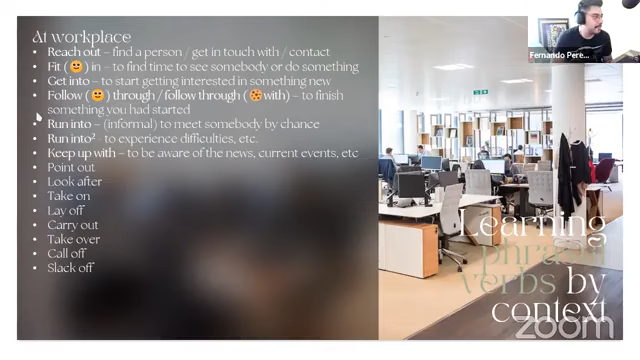 At workplace
• Reach out – find a person / get in touch with / contact
• Fit (🙂) in – to find time to see somebody or do something
• Get into – to start getting interested in something new
• Follow (🙂) through / follow through (🍪 with) – to finish
something you had started
• Run into – (informal) to meet somebody by chance
• Run into² - to experience difficulties, etc.
• Keep up with – to be aware of the news, current events, etc
• Point out
• Look after
• Take on
• Lay off
• Carry out
• Take over
• Call off
• Slack off
Learning
phrasal
verbs by
context
zoom
Fernando Pere...